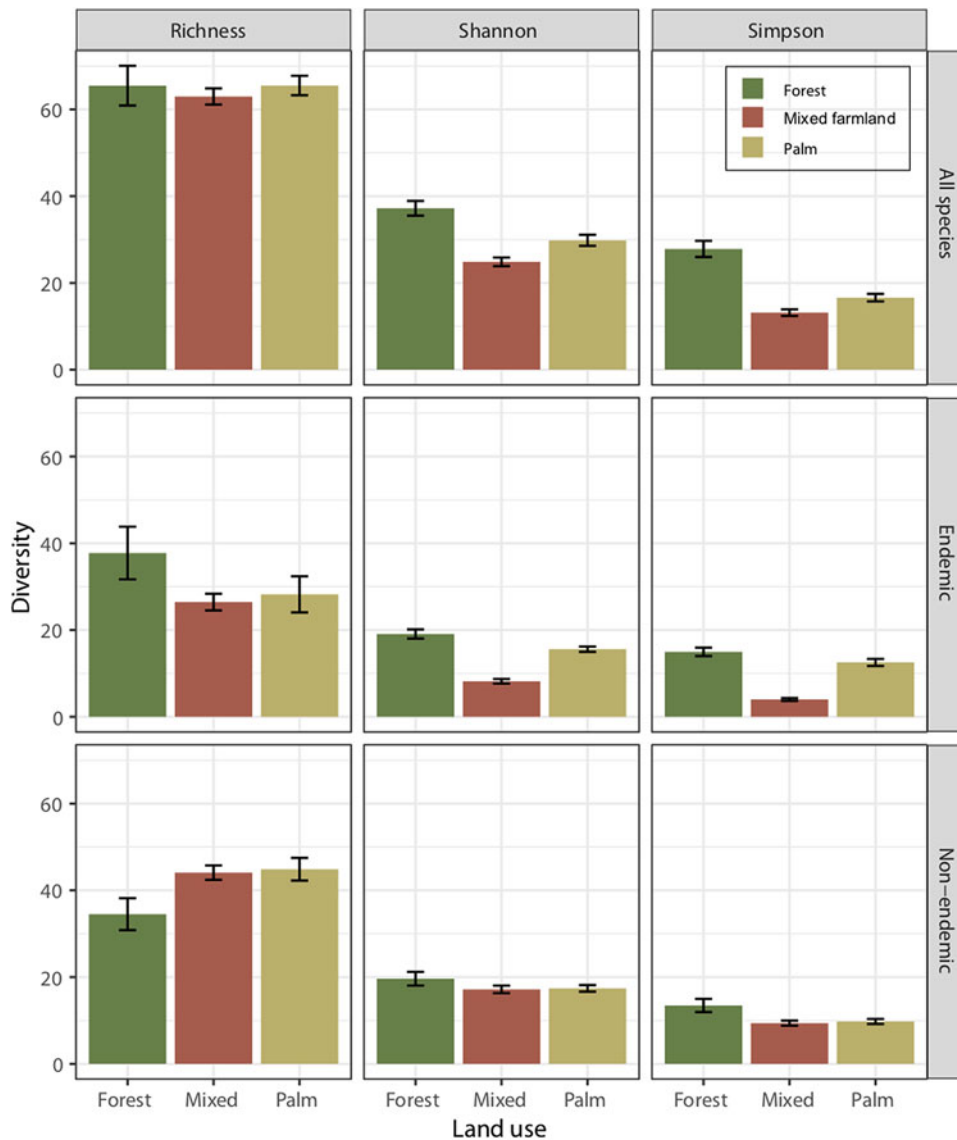 Richness Shannon Simpson
Forest
Mixed farmland
Palm
60
40
20
0
All species
60
40
20
0
Endemic
Diversity
60
40
20
0
Non-endemic
Forest Mixed Palm Forest Mixed Palm Forest Mixed Palm
Land use